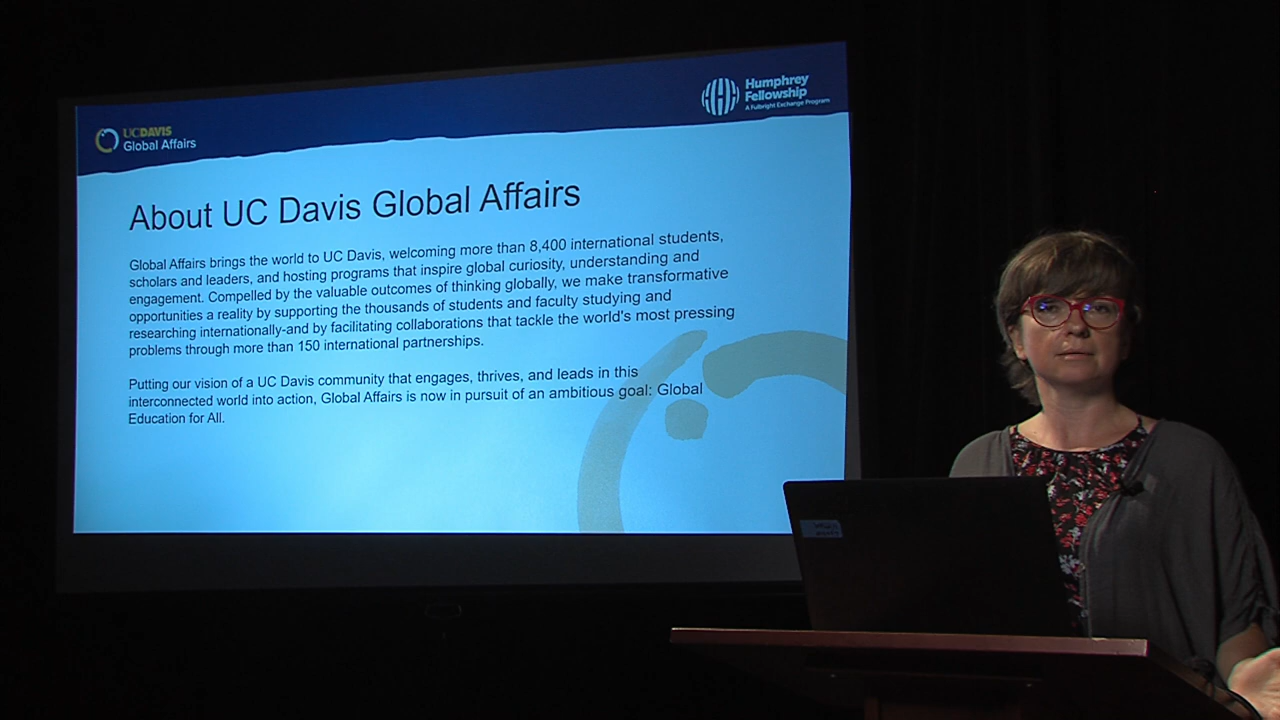 UCDAVIS
Global Affairs
Humphrey
Fellowship
A Fulbright Exchange Program
About UC Davis Global Affairs
Global Affairs brings the world to UC Davis, welcoming more than 8,400 international students,
scholars and leaders, and hosting programs that inspire global curiosity, understanding and
engagement. Compelled by the valuable outcomes of thinking globally, we make transformative
opportunities a reality by supporting the thousands of students and faculty studying and
researching internationally-and by facilitating collaborations that tackle the world's most pressing
problems through more than 150 international partnerships.
Putting our vision of a UC Davis community that engages, thrives, and leads in this
interconnected world into action, Global Affairs is now in pursuit of an ambitious goal: Global
Education for All.